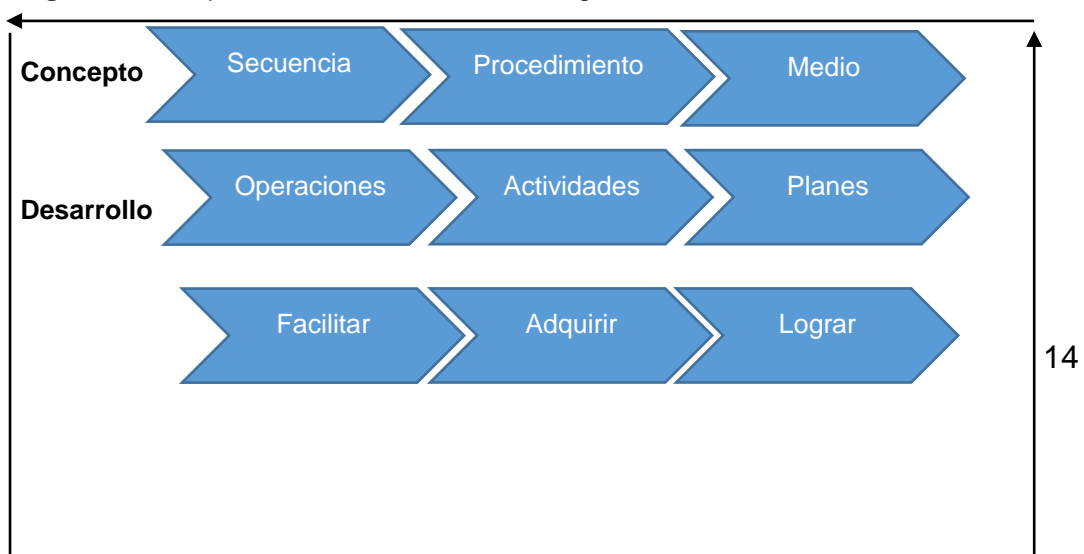 Concepto Secuencia Procedimiento Medio
Operaciones Actividades Planes
Desarrollo
Facilitar Adquirir Lograr
14